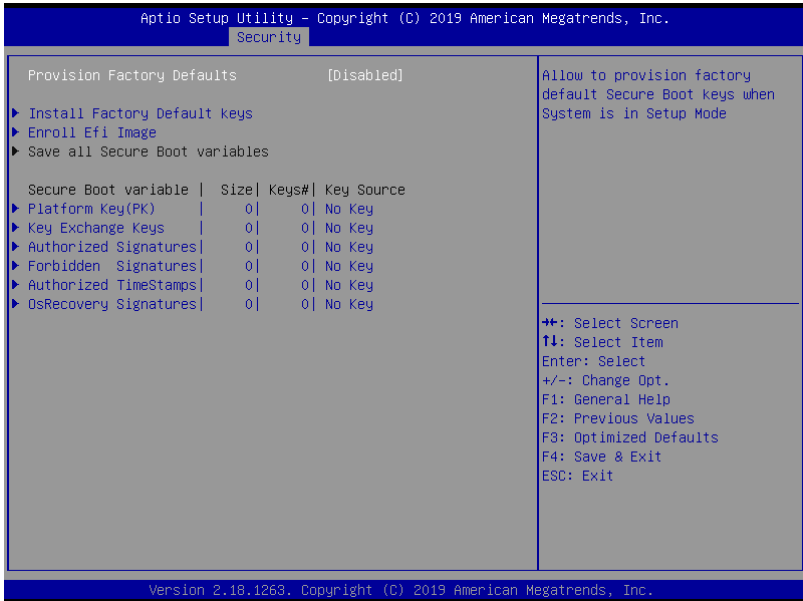 Aptio Setup Utility – Copyright (C) 2019 American Megatrends, Inc.
Security
Provision Factory Defaults [Disabled]
Install Factory Default keys
Enroll Efi Image
Save all Secure Boot variables
Secure Boot variable | Size| Keys#| Key Source
Platform Key(PK) | 0| 0| No Key
Key Exchange Keys | 0| 0| No Key
Authorized Signatures| 0| 0| No Key
Forbidden Signatures| 0| 0| No Key
Authorized TimeStamps| 0| 0| No Key
OsRecovery Signatures| 0| 0| No Key
Allow to provision factory
default Secure Boot keys when
System is in Setup Mode
→←: Select Screen
↑↓: Select Item
Enter: Select
+/-: Change Opt.
F1: General Help
F2: Previous Values
F3: Optimized Defaults
F4: Save & Exit
ESC: Exit
Version 2.18.1263. Copyright (C) 2019 American Megatrends, Inc.